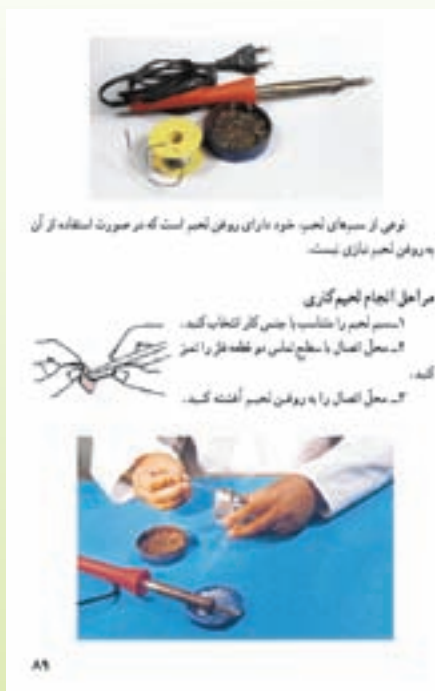 نوعی از سیم‌های لحیم، خود دارای روغن لحیم است که در صورت استفاده از آن
به روغن لحیم نیازی نیست.
مراحل انجام لحیم‌کاری
۱ـ سیم لحیم را متناسب با جنس کار انتخاب کنید.
۲ـ محل اتصال یا سطح تماس دو قطعه فلز را تمیز
کنید.
۳ـ محل اتصال را به روغن لحیم آغشته کنید.
۸۹